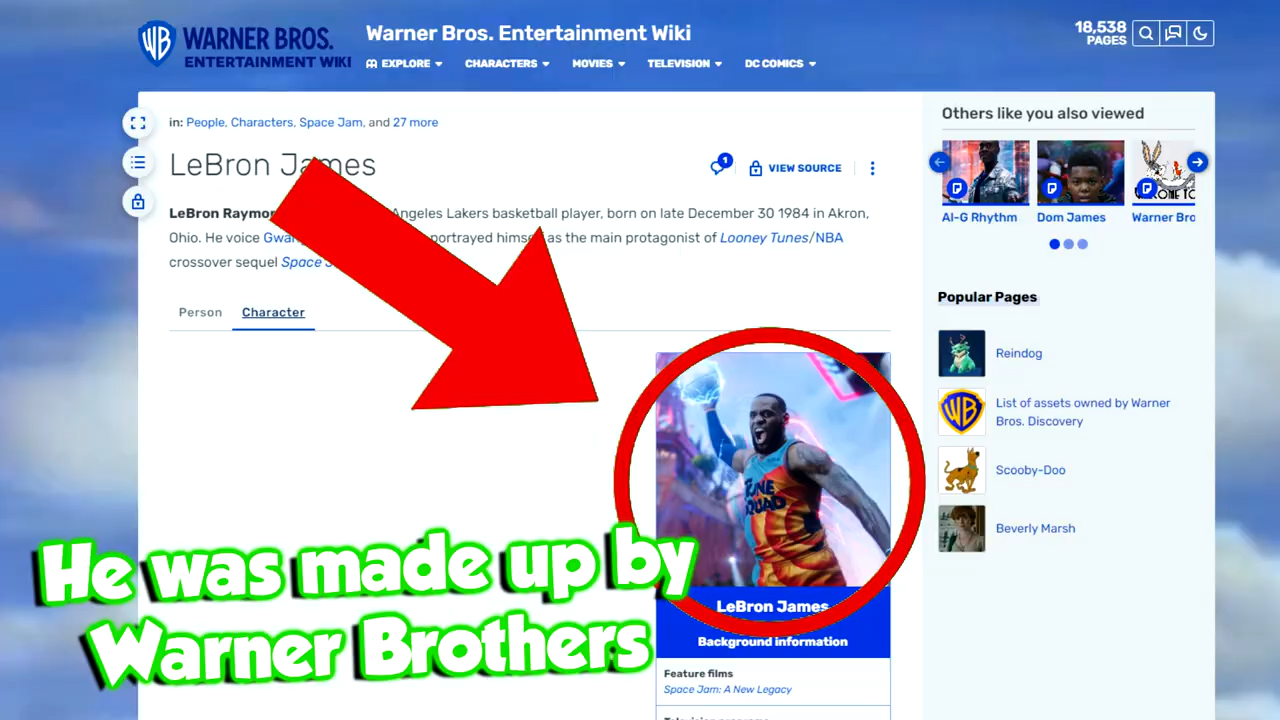 WARNER BROS.
ENTERTAINMENT WIKI
Warner Bros. Entertainment Wiki
EXPLORE
CHARACTERS
MOVIES
TELEVISION
DC COMICS
18,538
PAGES
in: People, Characters, Space Jam, and 27 more
LeBron James
1
VIEW SOURCE
LeBron Angeles Lakers basketball player, born on late December 30 1984 in Akron,
Ohio. He voice portrayed himself as the main protagonist of Looney Tunes/NBA
crossover sequel Space
Person
Character
TUNE
SQUAD
LeBron James
Background information
Feature films
Space Jam: A New Legacy
He was made up by
Warner Brothers
Others like you also viewed
Al-G Rhythm
Dom James
Warner Bro
Popular Pages
Reindog
List of assets owned by Warner
Bros. Discovery
Scooby-Doo
Beverly Marsh